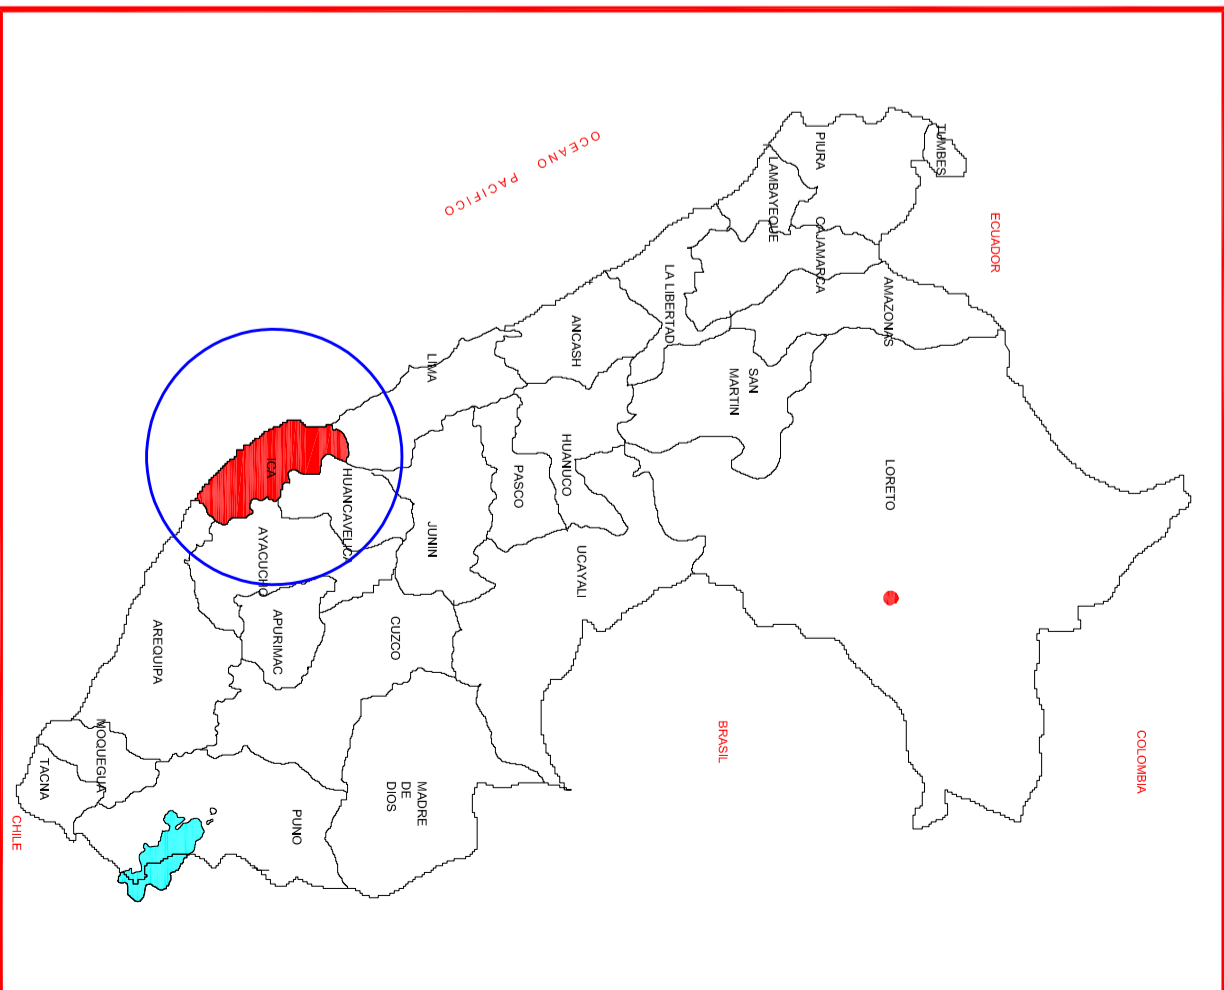 TUMBES
PIURA
LAMBAYEQUE
ECUADOR
CAJAMARCA
AMAZONAS
LA LIBERTAD
OCEANO PACIFICO
ANCASH
SAN
MARTIN
LORETO
LIMA
HUANUCO
PASCO
ICA
HUANCAVELICA
JUNIN
UCAYALI
AYACUCHO
APURIMAC
CUZCO
AREQUIPA
BRASIL
COLOMBIA
MADRE
DE
DIOS
MOQUEGUA
TACNA
PUNO
CHILE